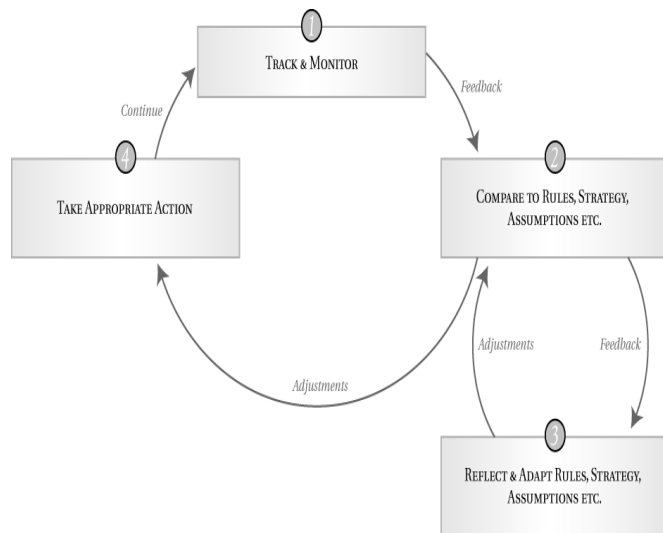 1
TRACK & MONITOR
Continue
Feedback
4
TAKE APPROPRIATE ACTION
2
COMPARE TO RULES, STRATEGY,
ASSUMPTIONS ETC.
Adjustments
Adjustments
Feedback
3
REFLECT & ADAPT RULES, STRATEGY,
ASSUMPTIONS ETC.